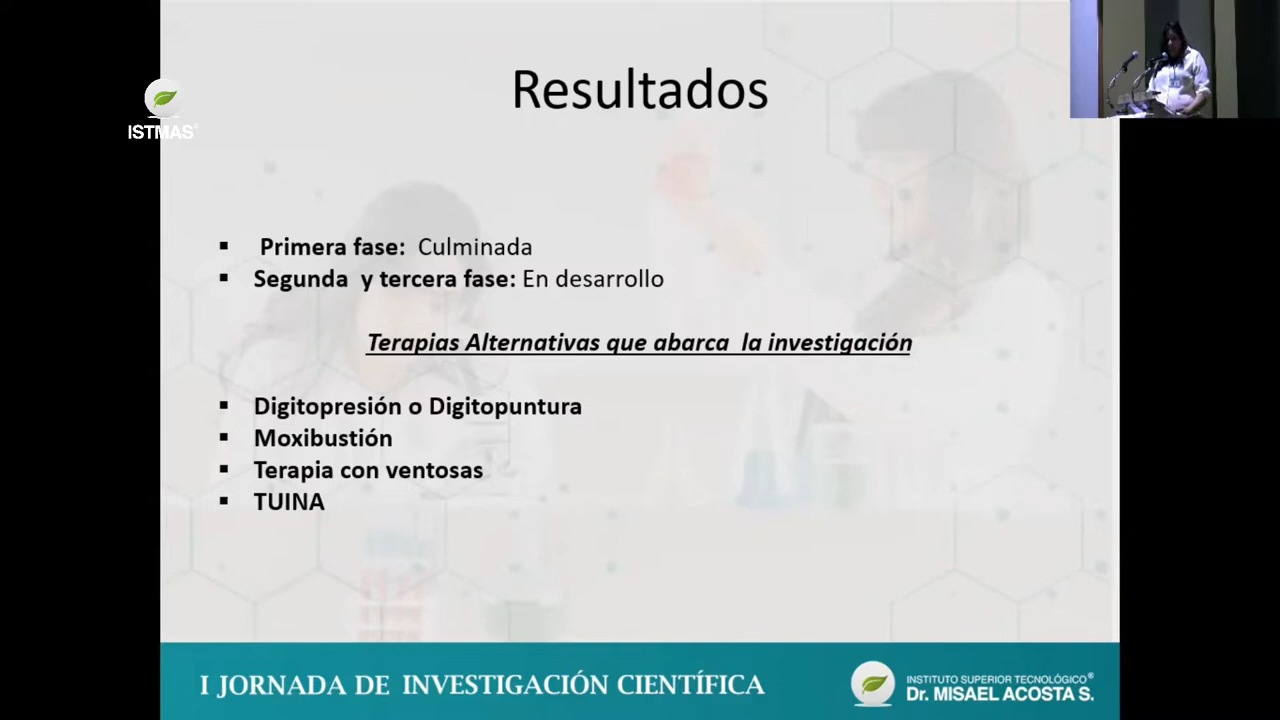 Resultados
ISTMAS®
▪ Primera fase: Culminada
▪ Segunda y tercera fase: En desarrollo
Terapias Alternativas que abarca la investigación
▪ Digitopresión o Digitopuntura
▪ Moxibustión
▪ Terapia con ventosas
▪ TUINA
I JORNADA DE INVESTIGACIÓN CIENTÍFICA
INSTITUTO SUPERIOR TECNOLÓGICO®
Dr. MISAEL ACOSTA S.